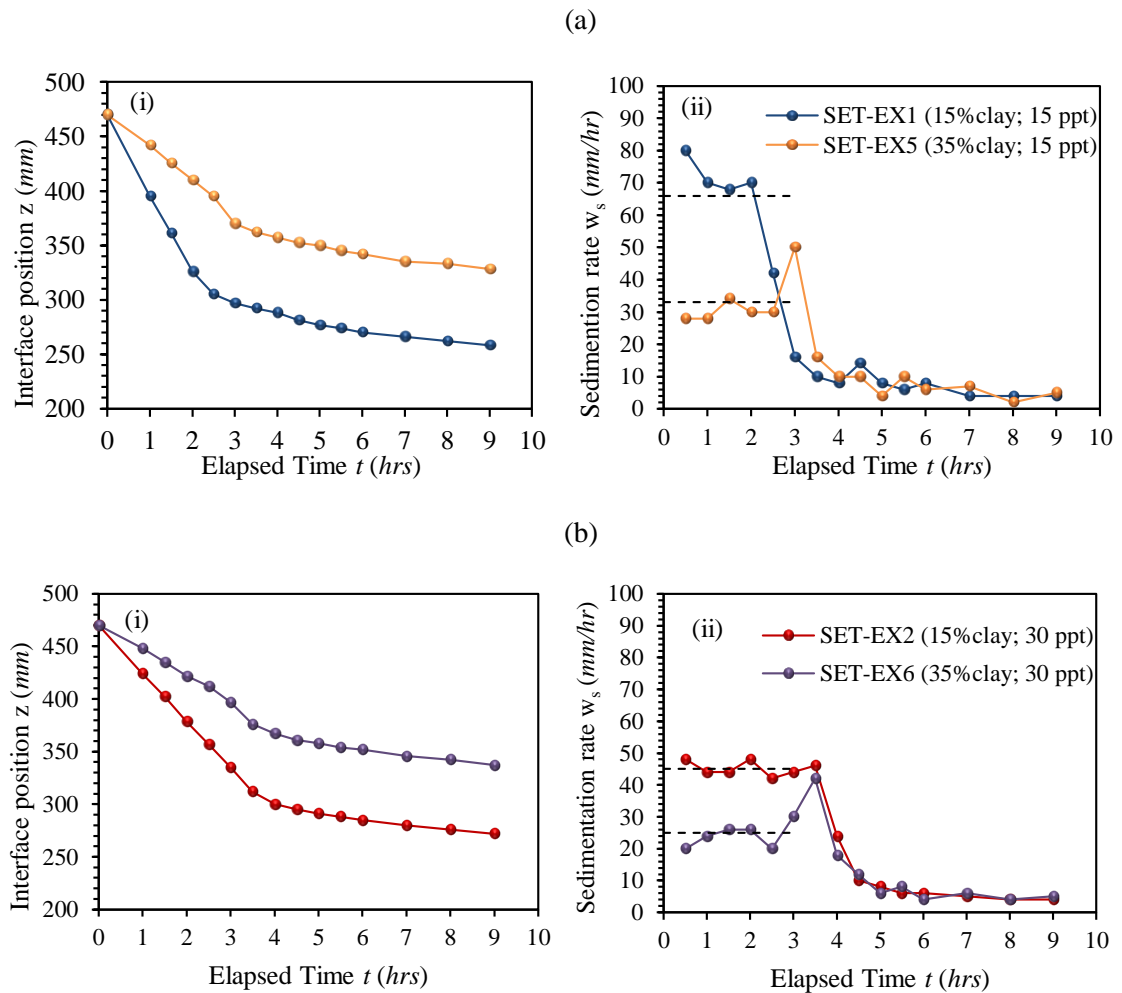 (a)
(i)
500
450
400
350
300
250
200
0 1 2 3 4 5 6 7 8 9 10
Interface position z (mm)
Elapsed Time t (hrs)
(ii)
SET-EX1 (15%clay; 15 ppt)
SET-EX5 (35%clay; 15 ppt)
100
90
80
70
60
50
40
30
20
10
0
0 1 2 3 4 5 6 7 8 9 10
Sedimention rate ws (mm/hr)
Elapsed Time t (hrs)
(b)
(i)
500
450
400
350
300
250
200
0 1 2 3 4 5 6 7 8 9 10
Interface position z (mm)
Elapsed Time t (hrs)
(ii)
SET-EX2 (15%clay; 30 ppt)
SET-EX6 (35%clay; 30 ppt)
100
90
80
70
60
50
40
30
20
10
0
0 1 2 3 4 5 6 7 8 9 10
Sedimentation rate ws (mm/hr)
Elapsed Time t (hrs)